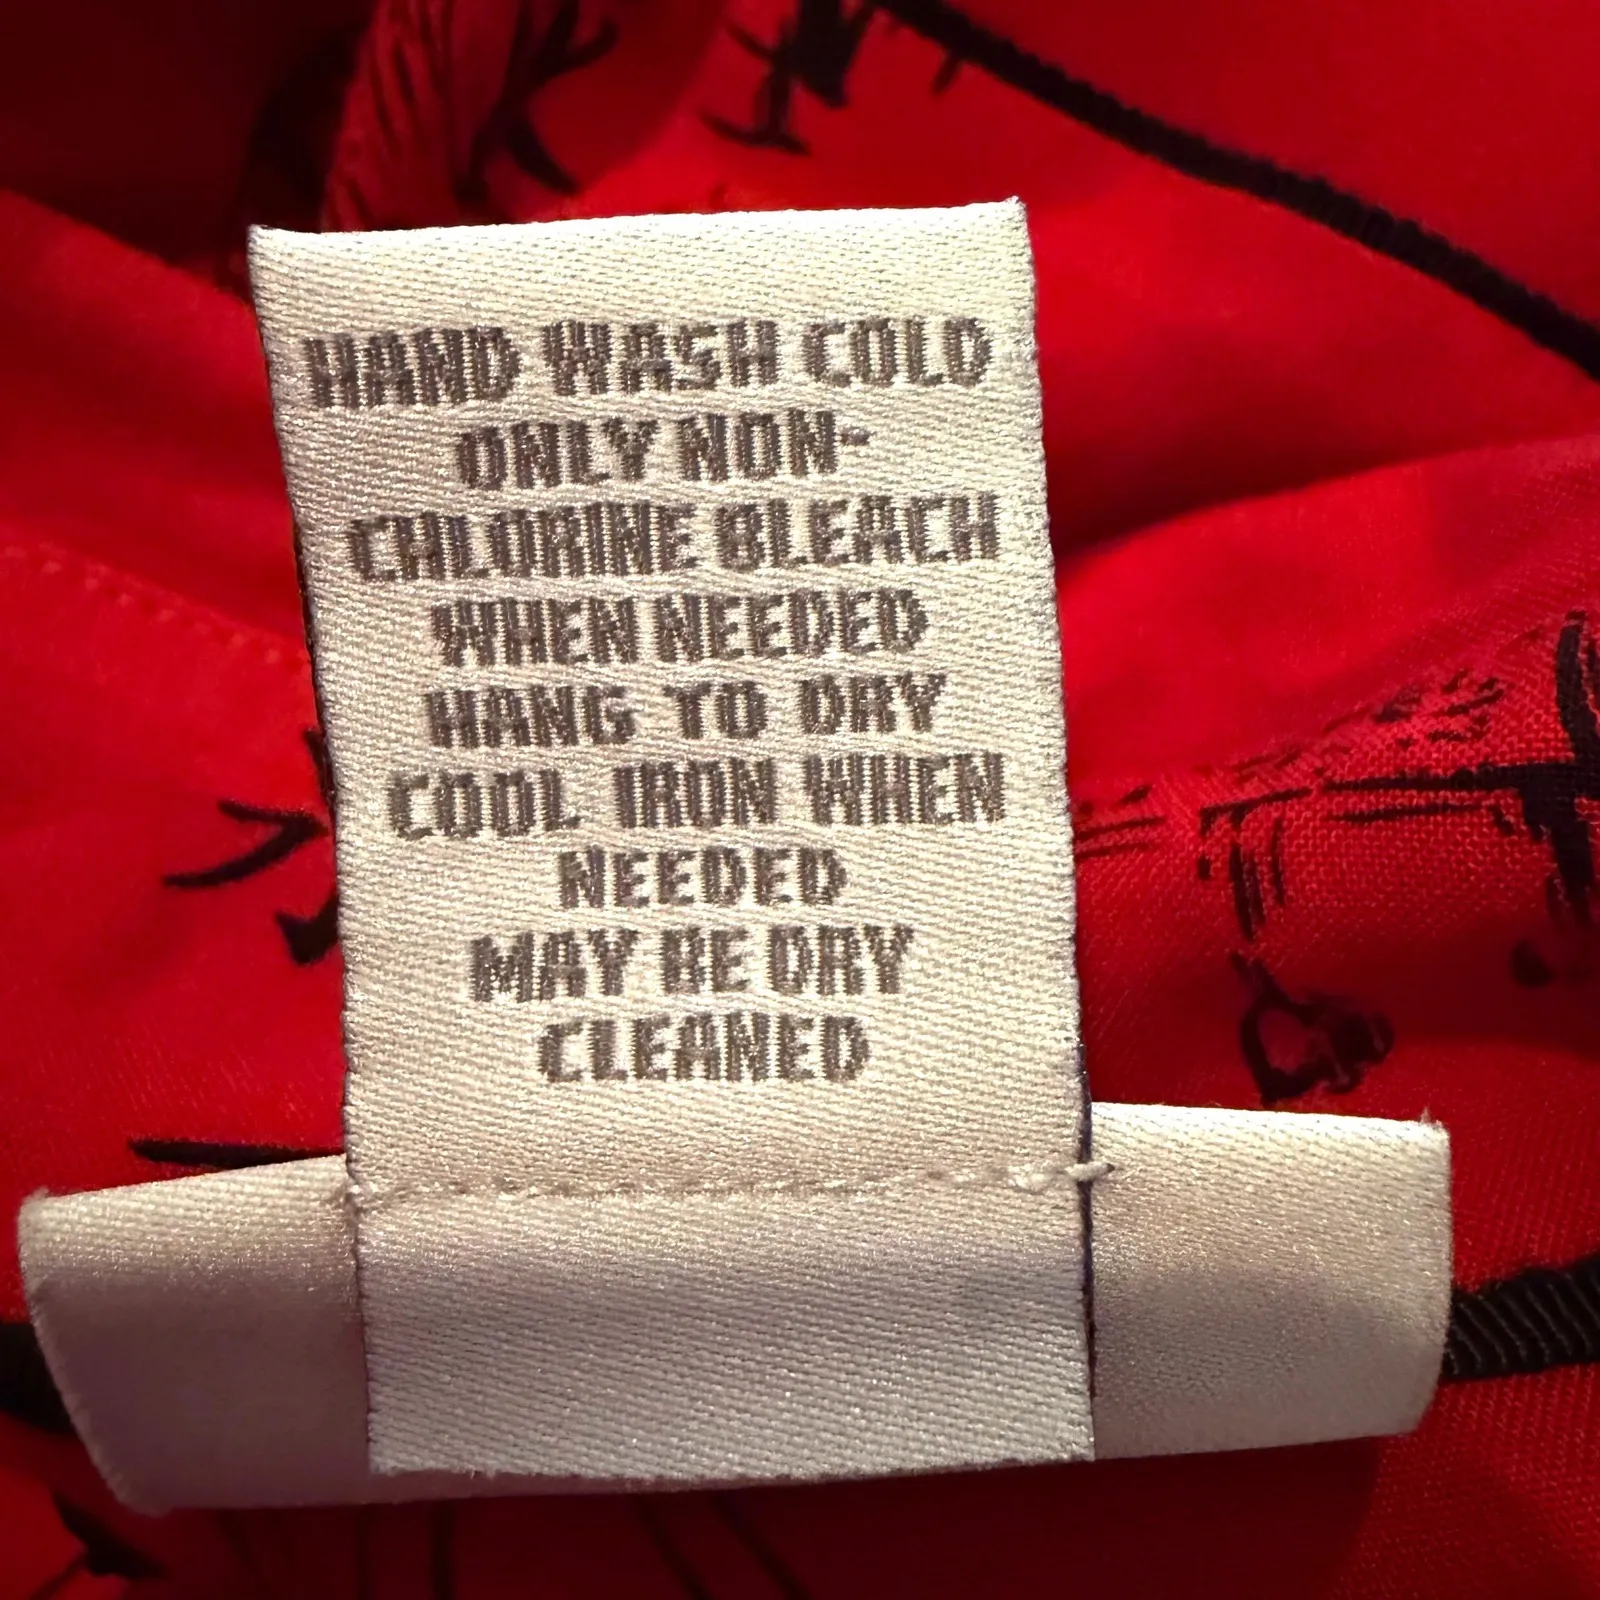 HAND WASH COLD
ONLY NON-
CHLORINE BLEACH
WHEN NEEDED
HANG TO DRY
COOL IRON WHEN
NEEDED
MAY BE DRY
CLEANED